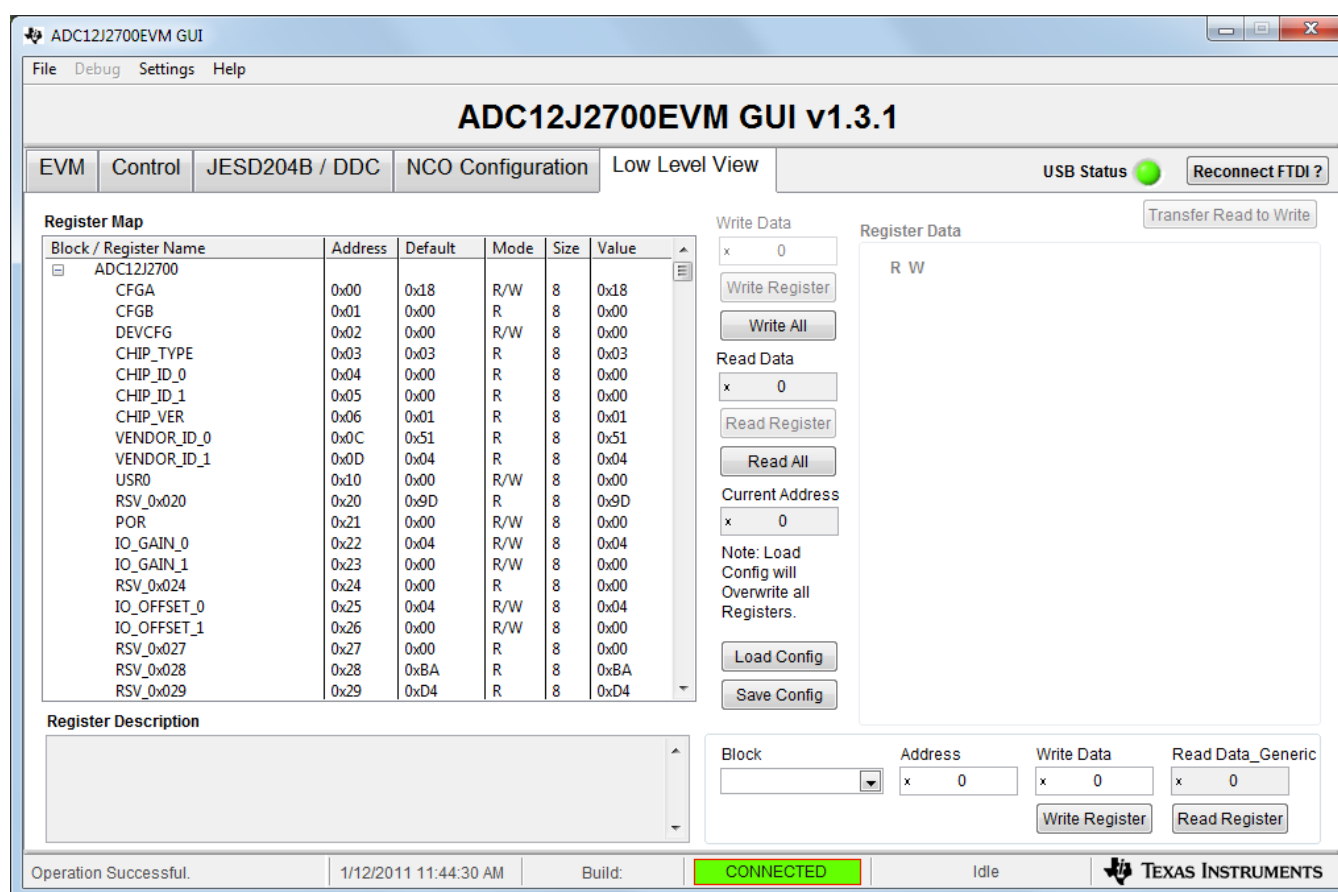 ADC12J2700EVM GUI
File Debug Settings Help
ADC12J2700EVM GUI v1.3.1
EVM Control JESD204B / DDC NCO Configuration Low Level View USB Status Reconnect FTDI ?
Register Map
Block / Register Name Address Default Mode Size Value
ADC12J2700
CFGA 0x00 0x18 R/W 8 0x18
CFGB 0x01 0x00 R 8 0x00
DEVCFG 0x02 0x00 R/W 8 0x00
CHIP_TYPE 0x03 0x03 R 8 0x03
CHIP_ID_0 0x04 0x00 R 8 0x00
CHIP_ID_1 0x05 0x00 R 8 0x00
CHIP_VER 0x06 0x01 R 8 0x01
VENDOR_ID_0 0x0C 0x51 R 8 0x51
VENDOR_ID_1 0x0D 0x04 R 8 0x04
USR0 0x10 0x00 R/W 8 0x00
RSV_0x020 0x20 0x9D R 8 0x9D
POR 0x21 0x00 R/W 8 0x00
IO_GAIN_0 0x22 0x04 R/W 8 0x04
IO_GAIN_1 0x23 0x00 R/W 8 0x00
RSV_0x024 0x24 0x00 R 8 0x00
IO_OFFSET_0 0x25 0x04 R/W 8 0x04
IO_OFFSET_1 0x26 0x00 R/W 8 0x00
RSV_0x027 0x27 0x00 R 8 0x00
RSV_0x028 0x28 0xBA R 8 0xBA
RSV_0x029 0x29 0xD4 R 8 0xD4
Register Description
Write Data
x 0
Write Register
Write All
Read Data
x 0
Read Register
Read All
Current Address
x 0
Note: Load
Config will
Overwrite all
Registers.
Load Config
Save Config
Transfer Read to Write
Register Data
R W
Block Address Write Data Read Data_Generic
x 0 x 0 x 0
Write Register Read Register
Operation Successful. 1/12/2011 11:44:30 AM Build: CONNECTED Idle TEXAS INSTRUMENTS